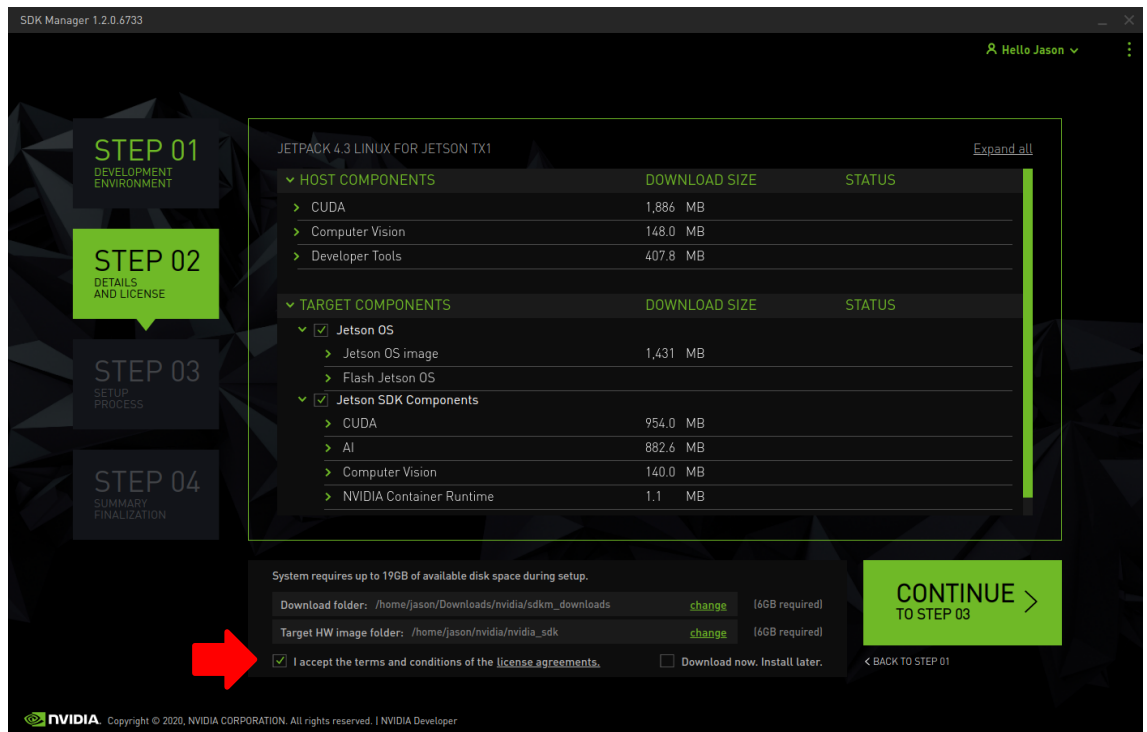 SDK Manager 1.2.0.6733
Hello Jason
STEP 01
DEVELOPMENT
ENVIRONMENT
STEP 02
DETAILS
AND LICENSE
STEP 03
SETUP
PROCESS
STEP 04
SUMMARY
FINALIZATION
JETPACK 4.3 LINUX FOR JETSON TX1 Expand all
HOST COMPONENTS DOWNLOAD SIZE STATUS
CUDA 1,886 MB
Computer Vision 148.0 MB
Developer Tools 407.8 MB
TARGET COMPONENTS DOWNLOAD SIZE STATUS
Jetson OS
Jetson OS image 1,431 MB
Flash Jetson OS
Jetson SDK Components
CUDA 954.0 MB
AI 882.6 MB
Computer Vision 140.0 MB
NVIDIA Container Runtime 1.1 MB
System requires up to 19GB of available disk space during setup.
Download folder: /home/jason/Downloads/nvidia/sdkm_downloads change (6GB required)
Target HW image folder: /home/jason/nvidia/nvidia_sdk change (6GB required)
I accept the terms and conditions of the license agreements. Download now. Install later.
CONTINUE
TO STEP 03
BACK TO STEP 01
NVIDIA. Copyright © 2020, NVIDIA CORPORATION. All rights reserved. | NVIDIA Developer